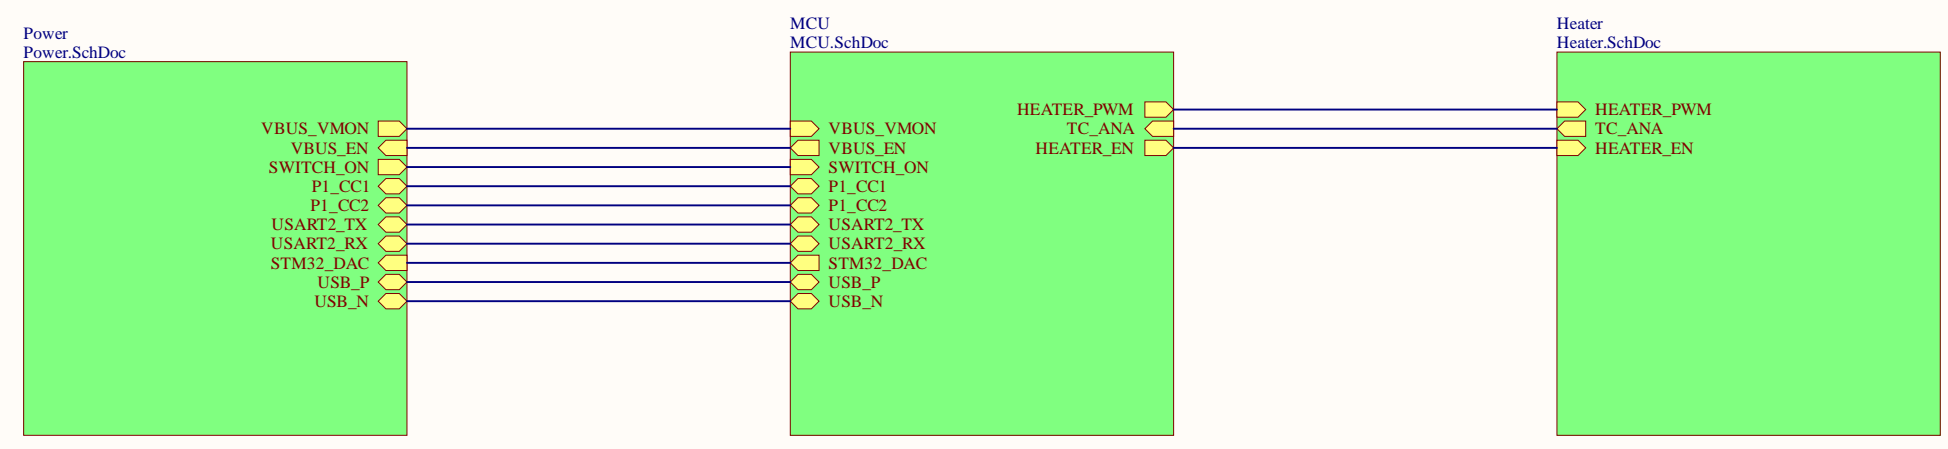 Power
Power.SchDoc
VBUS_VMON
VBUS_EN
SWITCH_ON
P1_CC1
P1_CC2
USART2_TX
USART2_RX
STM32_DAC
USB_P
USB_N
MCU
MCU.SchDoc
VBUS_VMON
VBUS_EN
SWITCH_ON
P1_CC1
P1_CC2
USART2_TX
USART2_RX
STM32_DAC
USB_P
USB_N
HEATER_PWM
TC_ANA
HEATER_EN
Heater
Heater.SchDoc
HEATER_PWM
TC_ANA
HEATER_EN